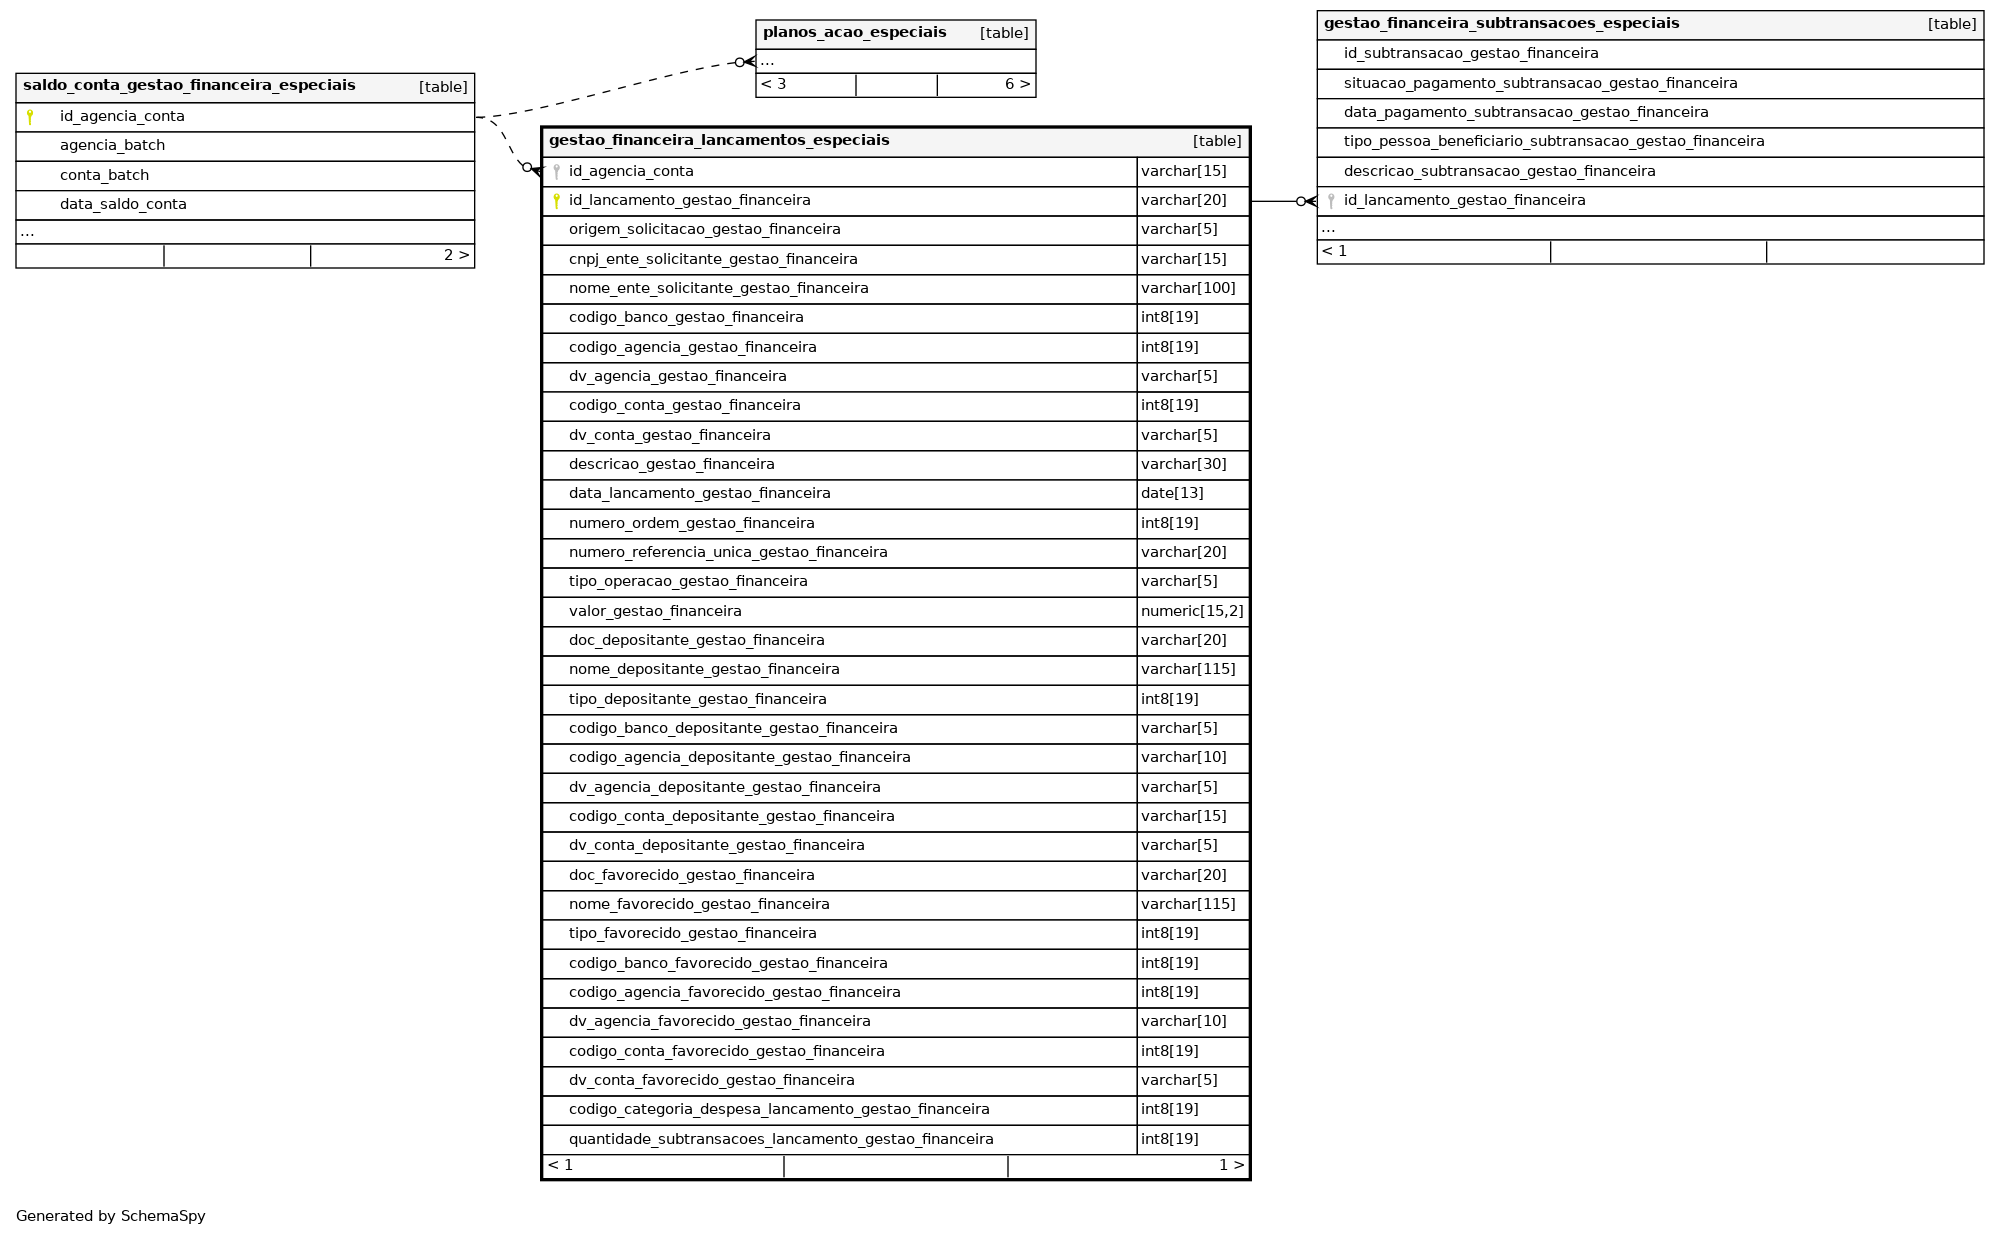 saldo_conta_gestao_financeira_especiais [table]
id_agencia_conta
agencia_batch
conta_batch
data_saldo_conta
...
2 >
planos_acao_especiais [table]
...
< 3 6 >
gestao_financeira_lancamentos_especiais [table]
id_agencia_conta varchar[15]
id_lancamento_gestao_financeira varchar[20]
origem_solicitacao_gestao_financeira varchar[5]
cnpj_ente_solicitante_gestao_financeira varchar[15]
nome_ente_solicitante_gestao_financeira varchar[100]
codigo_banco_gestao_financeira int8[19]
codigo_agencia_gestao_financeira int8[19]
dv_agencia_gestao_financeira varchar[5]
codigo_conta_gestao_financeira int8[19]
dv_conta_gestao_financeira varchar[5]
descricao_gestao_financeira varchar[30]
data_lancamento_gestao_financeira date[13]
numero_ordem_gestao_financeira int8[19]
numero_referencia_unica_gestao_financeira varchar[20]
tipo_operacao_gestao_financeira varchar[5]
valor_gestao_financeira numeric[15,2]
doc_depositante_gestao_financeira varchar[20]
nome_depositante_gestao_financeira varchar[115]
tipo_depositante_gestao_financeira int8[19]
codigo_banco_depositante_gestao_financeira varchar[5]
codigo_agencia_depositante_gestao_financeira varchar[10]
dv_agencia_depositante_gestao_financeira varchar[5]
codigo_conta_depositante_gestao_financeira varchar[15]
dv_conta_depositante_gestao_financeira varchar[5]
doc_favorecido_gestao_financeira varchar[20]
nome_favorecido_gestao_financeira varchar[115]
tipo_favorecido_gestao_financeira int8[19]
codigo_banco_favorecido_gestao_financeira int8[19]
codigo_agencia_favorecido_gestao_financeira int8[19]
dv_agencia_favorecido_gestao_financeira varchar[10]
codigo_conta_favorecido_gestao_financeira int8[19]
dv_conta_favorecido_gestao_financeira varchar[5]
codigo_categoria_despesa_lancamento_gestao_financeira int8[19]
quantidade_subtransacoes_lancamento_gestao_financeira int8[19]
< 1 1 >
gestao_financeira_subtransacoes_especiais [table]
id_subtransacao_gestao_financeira
situacao_pagamento_subtransacao_gestao_financeira
data_pagamento_subtransacao_gestao_financeira
tipo_pessoa_beneficiario_subtransacao_gestao_financeira
descricao_subtransacao_gestao_financeira
id_lancamento_gestao_financeira
...
< 1
Generated by SchemaSpy